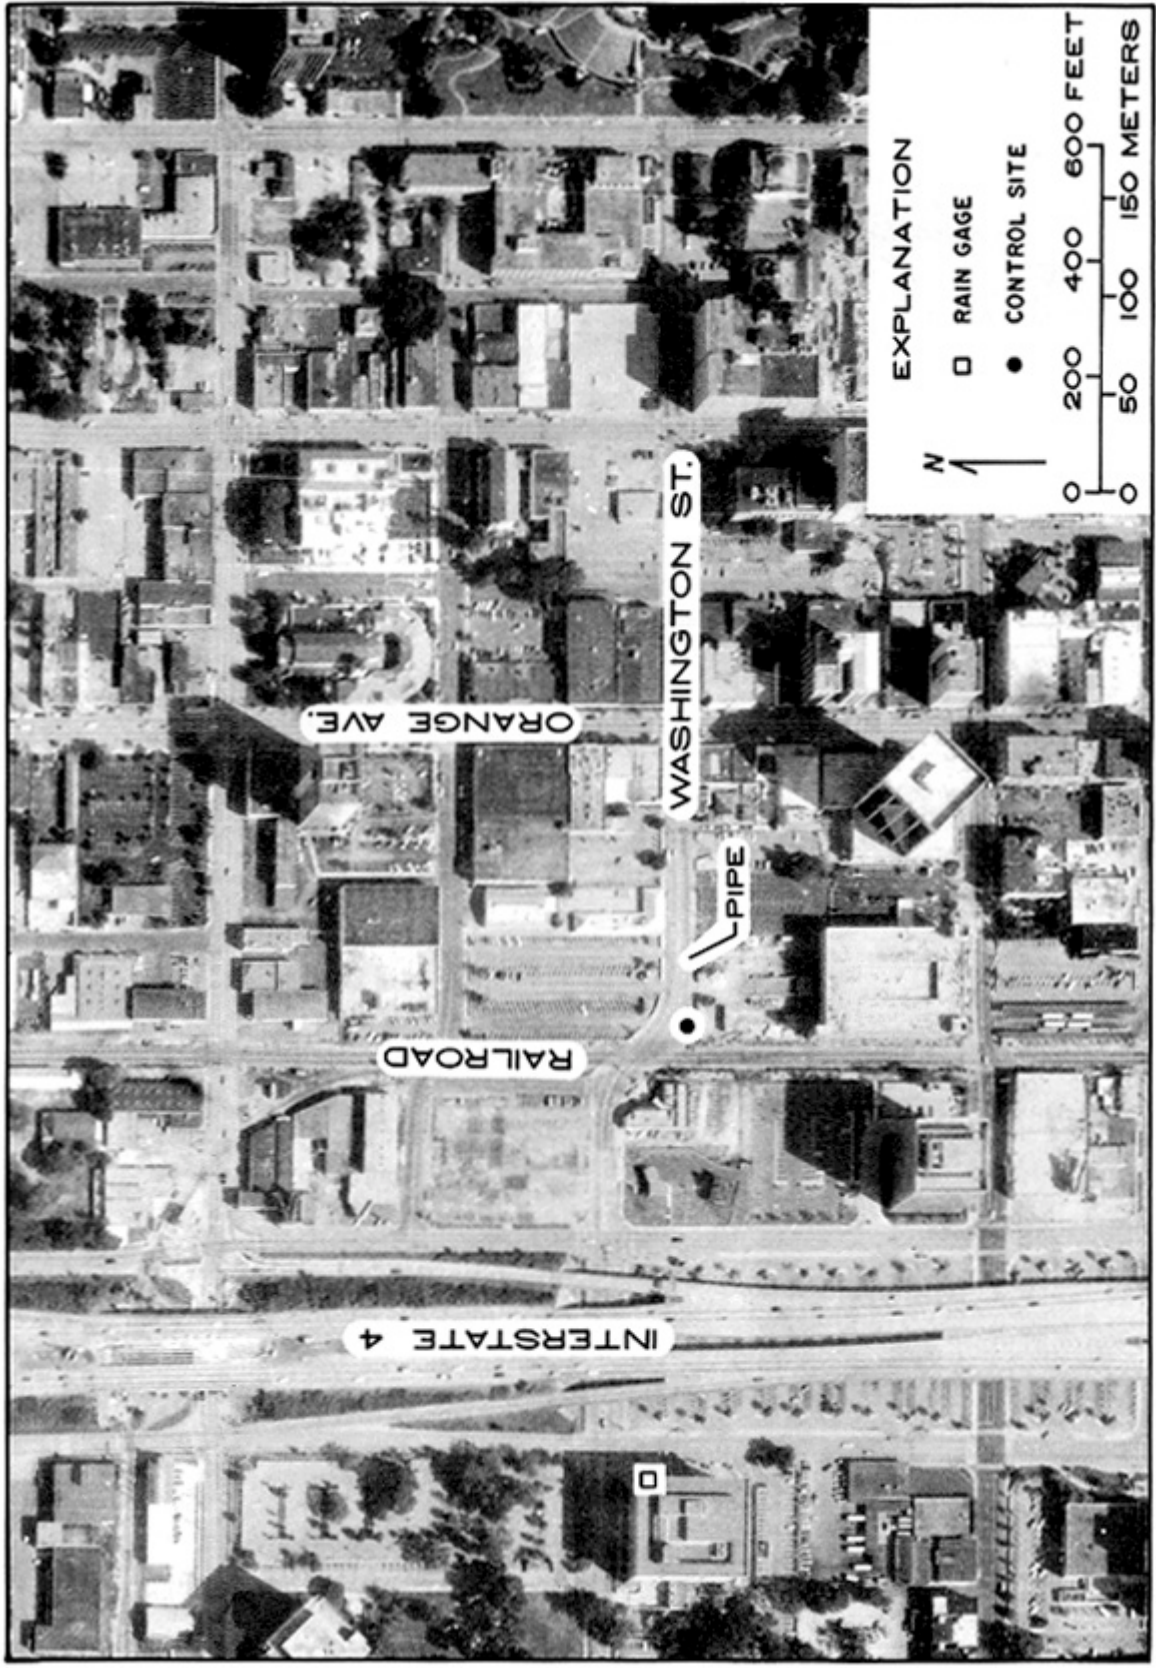 ORANGE AVE.
WASHINGTON ST.
PIPE
RAILROAD
INTERSTATE 4
EXPLANATION
RAIN GAGE
CONTROL SITE
N
0 200 400 600 FEET
0 50 100 150 METERS